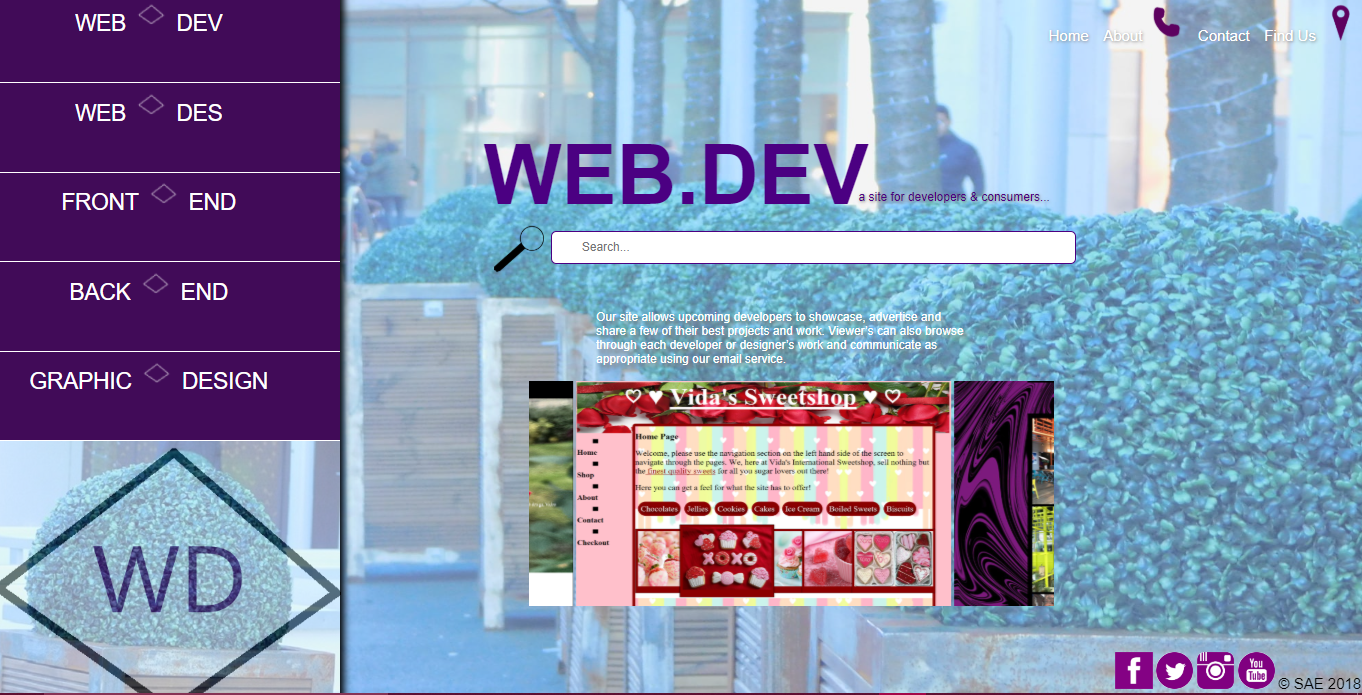 WEB DEV
WEB DES
FRONT END
BACK END
GRAPHIC DESIGN
WD
Home About Contact Find Us
WEB.DEV
a site for developers & consumers...
Search...
Our site allows upcoming developers to showcase, advertise and
share a few of their best projects and work. Viewer's can also browse
through each developer or designer's work and communicate as
appropriate using our email service.
♡ ♥ Vida's Sweetshop ♥ ♡
Home
Shop
About
Contact
Checkout
Home Page
Welcome, please use the navigation section on the left hand side of the screen to
navigate through the pages. We, here at Vida's International Sweetshop, sell nothing but
the finest quality sweets for all you sugar lovers out there!
Here you can get a feel for what the site has to offer!
Chocolates Jellies Cookies Cakes Ice Cream Boiled Sweets Biscuits
XOXO
You
Tube
© SAE 2018